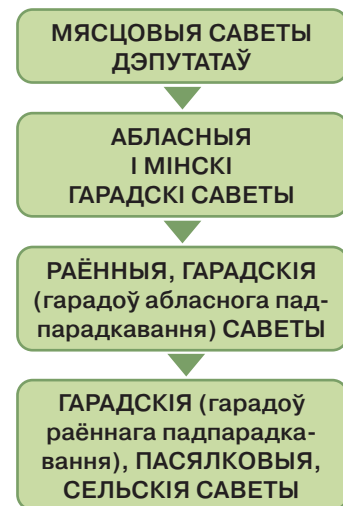 МЯСЦОВЫЯ САВЕТЫ
ДЭПУТАТАЎ
АБЛАСНЫЯ
І МІНСКІ
ГАРАДСКІ САВЕТЫ
РАЁННЫЯ, ГАРАДСКІЯ
(гарадоў абласнога пад-
парадкавання) САВЕТЫ
ГАРАДСКІЯ (гарадоў
раённага падпарадка-
вання), ПАСЯЛКОВЫЯ,
СЕЛЬСКІЯ САВЕТЫ